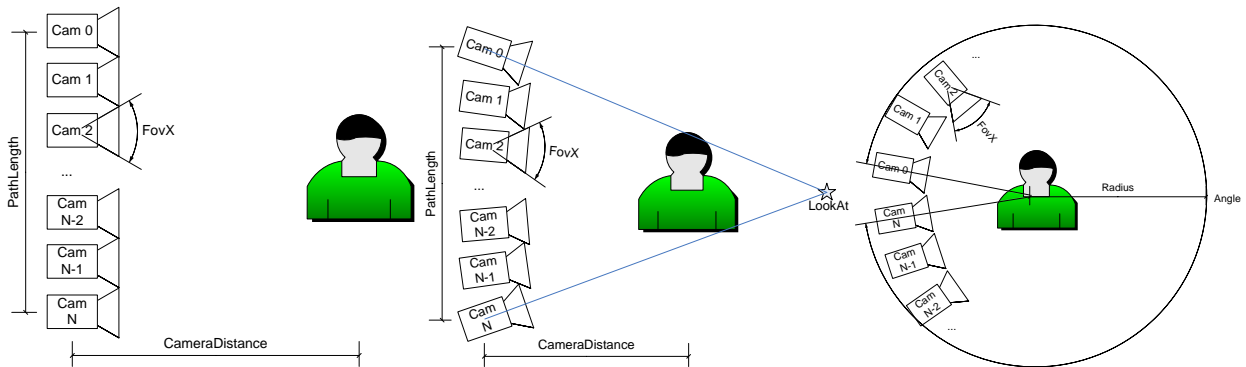 Cam 0
Cam 1
Cam 2
FovX
...
Cam
N-2
Cam
N-1
Cam
N
PathLength
CameraDistance
Cam 0
Cam 1
Cam 2
FovX
...
Cam
N-2
Cam
N-1
Cam
N
PathLength
LookAt
CameraDistance
...
Cam 2
Cam 1
FovX
Cam 0
Radius
Angle
Cam
N
Cam
N-1
Cam
N-2
...